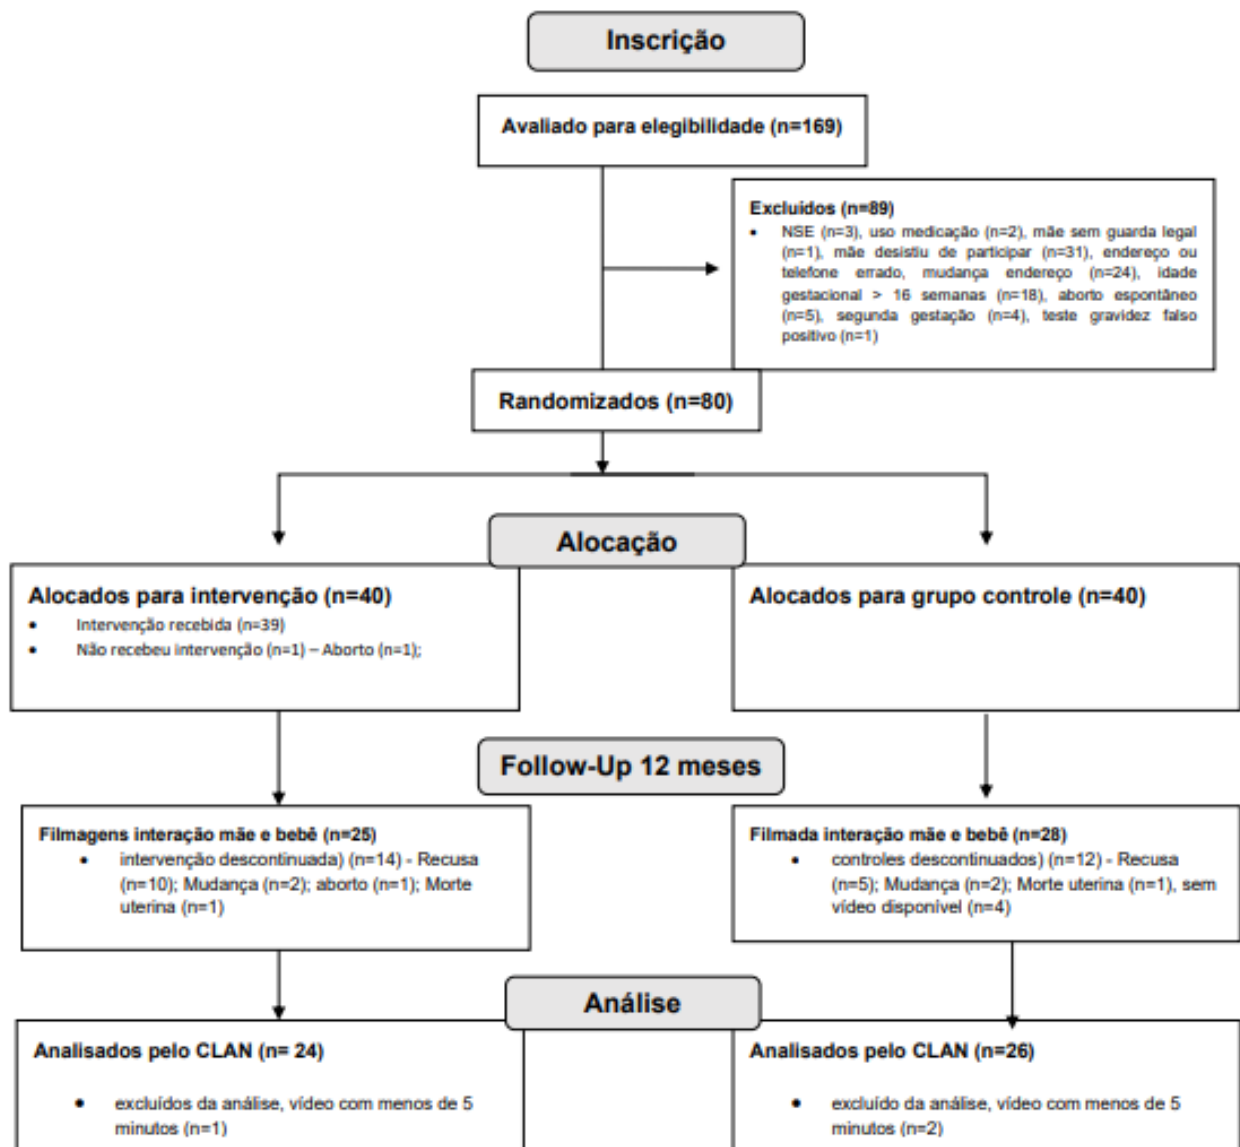 Inscrição
Avaliado para elegibilidade (n=169)
Excluídos (n=89)
• NSE (n=3), uso medicação (n=2), mãe sem guarda legal
(n=1), mãe desistiu de participar (n=31), endereço ou
telefone errado, mudança endereço (n=24), idade
gestacional > 16 semanas (n=18), aborto espontâneo
(n=5), segunda gestação (n=4), teste gravidez falso
positivo (n=1)
Randomizados (n=80)
Alocação
Alocados para intervenção (n=40)
• Intervenção recebida (n=39)
• Não recebeu intervenção (n=1) – Aborto (n=1);
Alocados para grupo controle (n=40)
Follow-Up 12 meses
Filmagens interação mãe e bebê (n=25)
• intervenção descontinuada) (n=14) - Recusa
(n=10); Mudança (n=2); aborto (n=1); Morte
uterina (n=1)
Filmada interação mãe e bebê (n=28)
• controles descontinuados) (n=12) - Recusa
(n=5); Mudança (n=2); Morte uterina (n=1), sem
vídeo disponível (n=4)
Análise
Analisados pelo CLAN (n= 24)
• excluídos da análise, vídeo com menos de 5
minutos (n=1)
Analisados pelo CLAN (n=26)
• excluído da análise, vídeo com menos de 5
minutos (n=2)